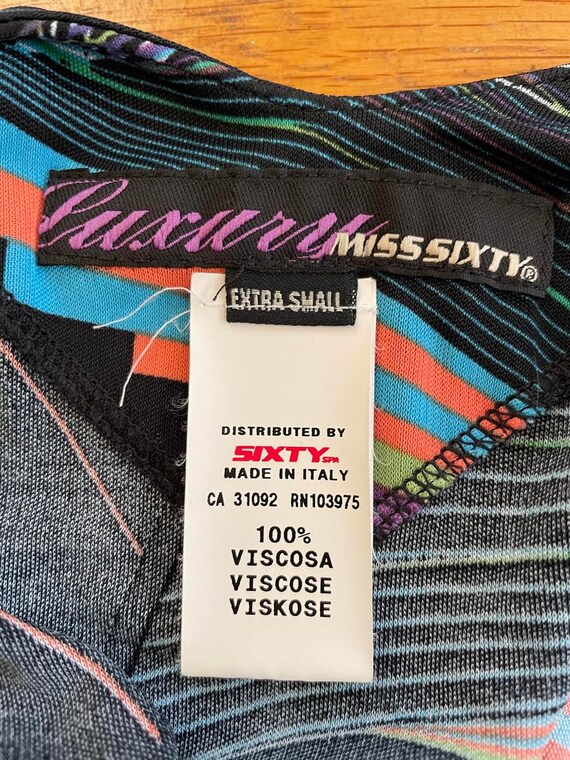 Luxury MISS SIXTY®
EXTRA SMALL
DISTRIBUTED BY
SIXTY SPA
MADE IN ITALY
CA 31092 RN103975
100%
VISCOSA
VISCOSE
VISKOSE